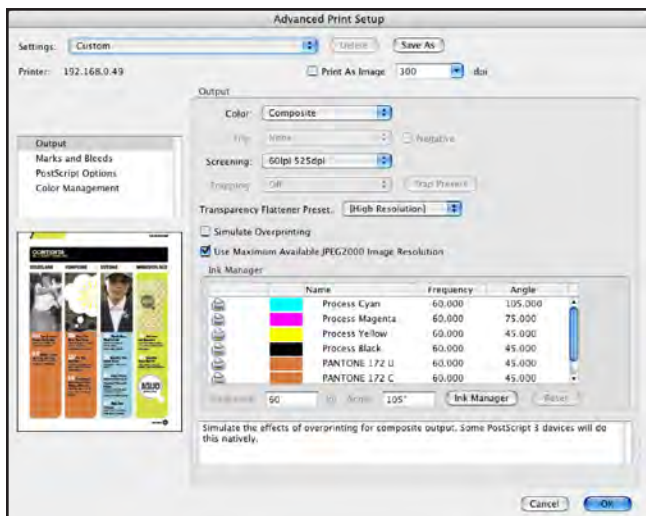 Advanced Print Setup
Settings: Custom Delete Save As
Printer: 192.168.0.49 Print As Image 300 dpi
Output
Color: Composite
Flip: None Negative
Output
Marks and Bleeds
PostScript Options
Color Management
Screening: 60lpi 525dpi
Trapping: Off Trap Presets
Transparency Flattener Preset: [High Resolution]
Simulate Overprinting
Use Maximum Available JPEG2000 Image Resolution
Ink Manager
Name Frequency Angle
Process Cyan 60.000 105.000
Process Magenta 60.000 75.000
Process Yellow 60.000 45.000
Process Black 60.000 45.000
PANTONE 172 U 60.000 45.000
PANTONE 172 C 60.000 45.000
Frequency: 60 lpi Angle: 105° Ink Manager Reset
Simulate the effects of overprinting for composite output. Some PostScript 3 devices will do
this natively.
CONTENTS
Cancel OK